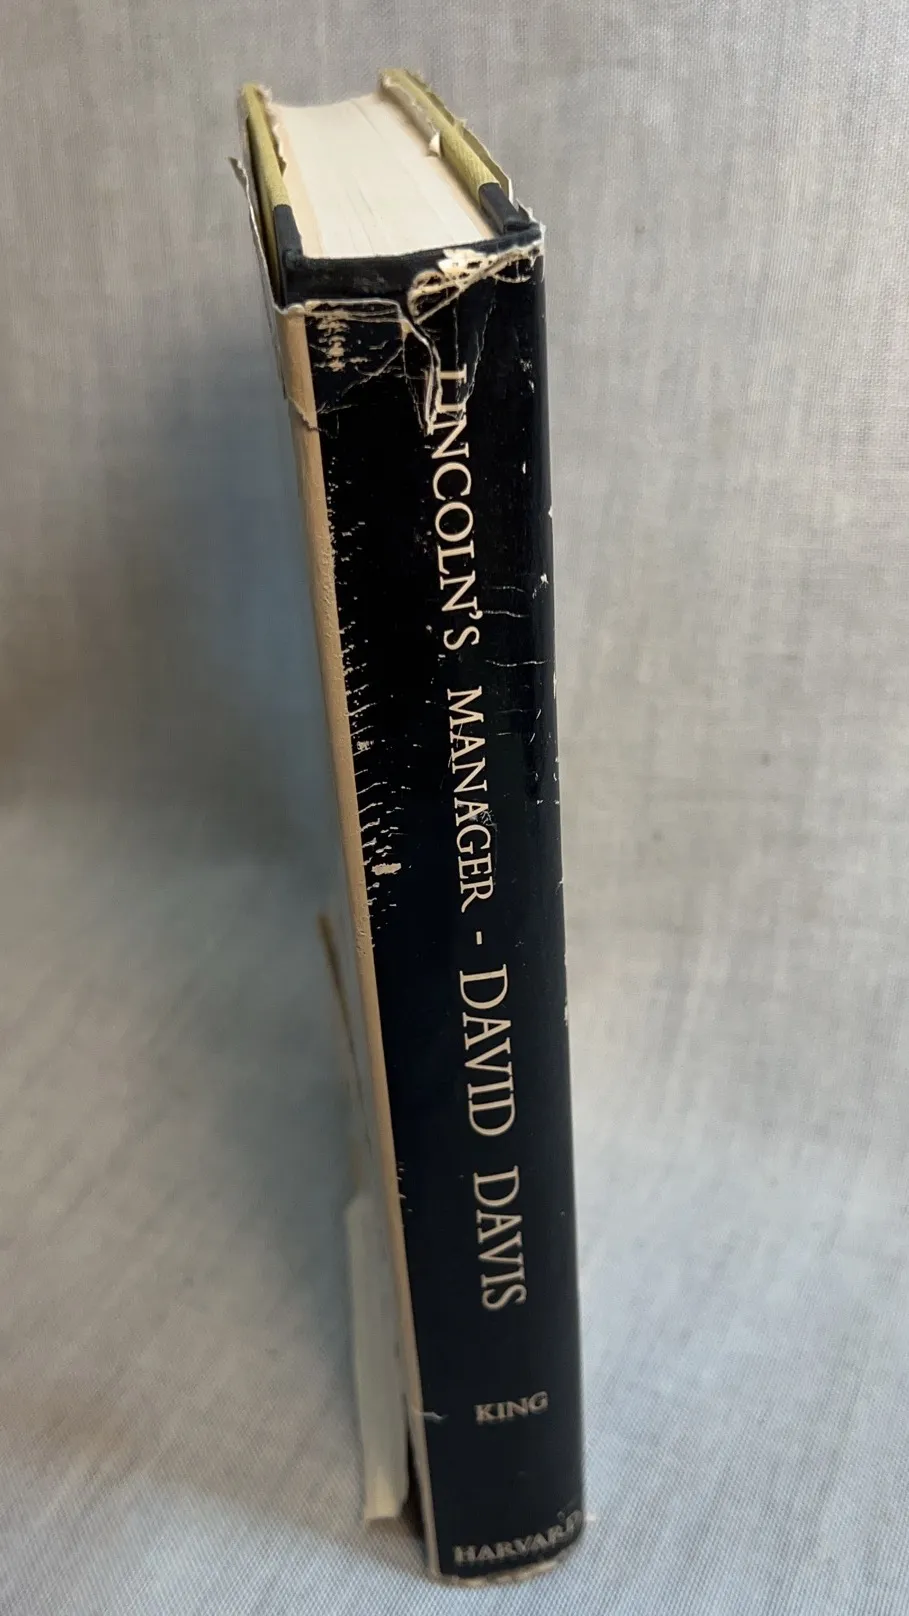 LINCOLN'S MANAGER - DAVID DAVIS
KING
HARVARD